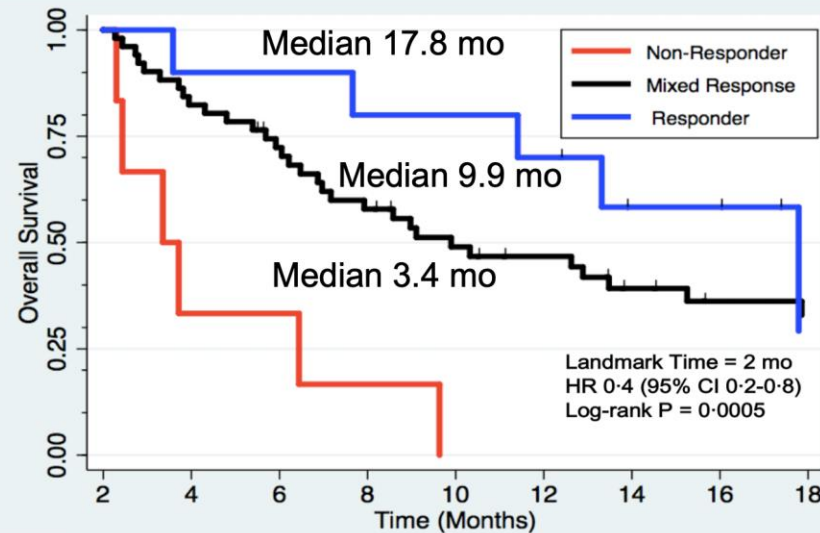 Median 17.8 mo
Non-Responder
Mixed Response
Responder
Median 9.9 mo
Median 3.4 mo
Landmark Time = 2 mo
HR 0·4 (95% CI 0·2-0·8)
Log-rank P = 0·0005
Overall Survival
1.00
0.75
0.50
0.25
0.00
2 4 6 8 10 12 14 16 18
Time (Months)